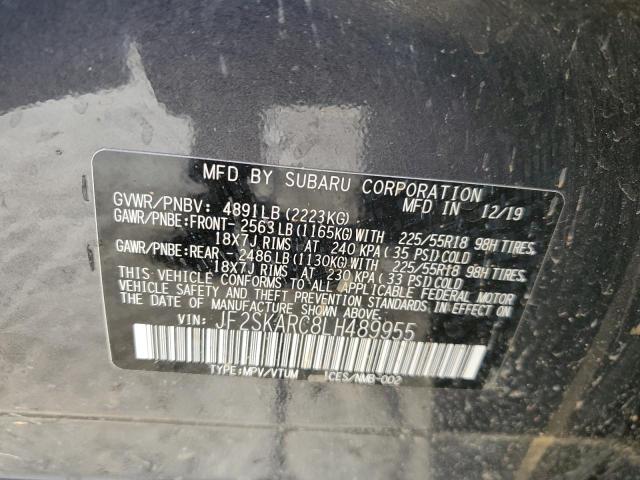 MFD BY SUBARU CORPORATION
MFD IN 12/19
GVWR/PNBV: 4891LB(2223KG)
GAWR/PNBE:FRONT- 2563LB(1165KG)WITH 225/55R18 98H TIRES,
18X7J RIMS, AT 240 KPA(35 PSI)COLD
GAWR/PNBE:REAR -2486LB(1130KG)WITH 225/55R18 98H TIRES,
18X7J RIMS, AT 230 KPA(33 PSI)COLD
THIS VEHICLE CONFORMS TO ALL APPLICABLE FEDERAL MOTOR
VEHICLE SAFETY AND THEFT PREVENTION STANDARDS IN EFFECT ON
THE DATE OF MANUFACTURE SHOWN ABOVE.
VIN: JF2SKARC8LH489955
TYPE:MPV/VTUM ICES/NMB-002